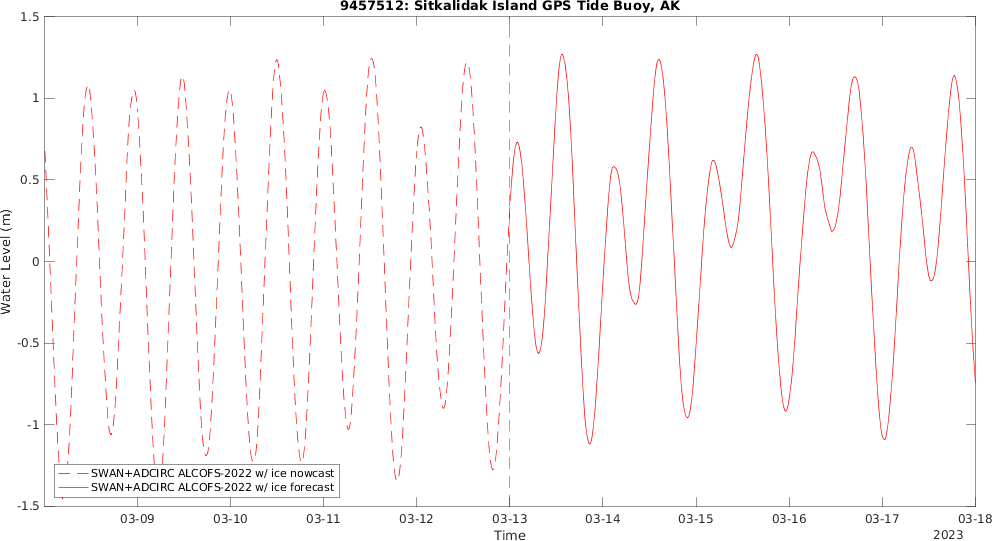 9457512: Sitkalidak Island GPS Tide Buoy, AK
1.5
1
0.5
0
-0.5
-1
-1.5
Water Level (m)
SWAN+ADCIRC ALCOFS-2022 w/ ice nowcast
SWAN+ADCIRC ALCOFS-2022 w/ ice forecast
03-09 03-10 03-11 03-12 03-13 03-14 03-15 03-16 03-17 03-18
Time
2023